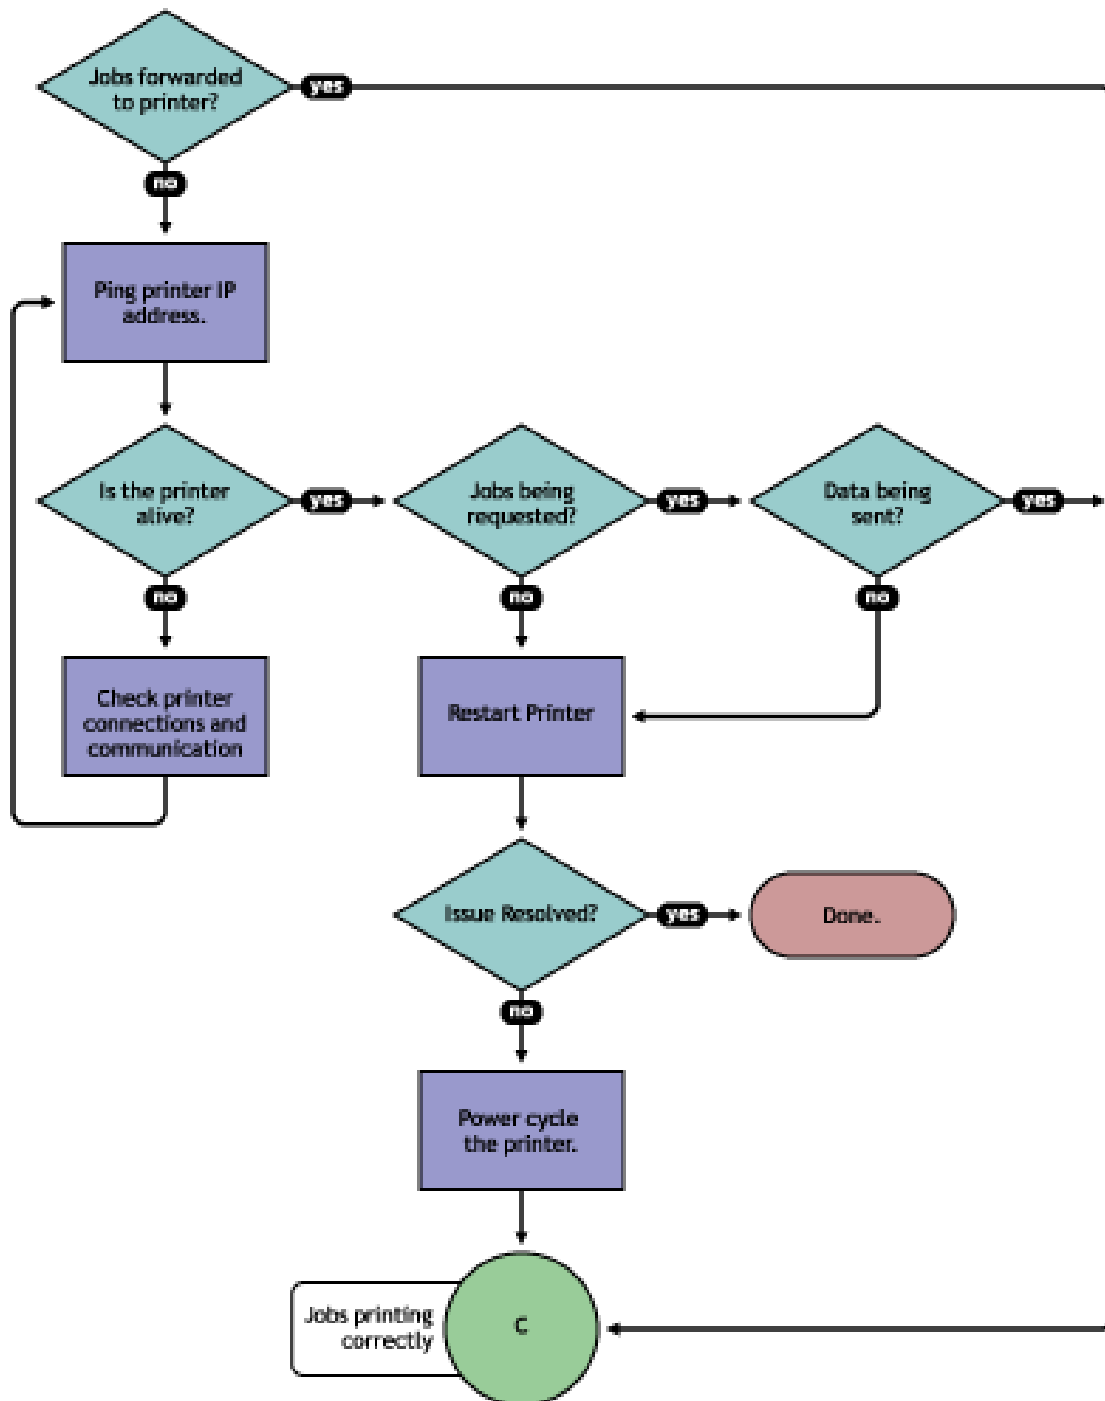 Jobs forwarded
to printer?
yes
no
Ping printer IP
address.
Is the printer
alive?
yes
Jobs being
requested?
yes
Data being
sent?
yes
no
no
no
Check printer
connections and
communication
Restart Printer
Issue Resolved?
yes
Done.
no
Power cycle
the printer.
Jobs printing
correctly
C